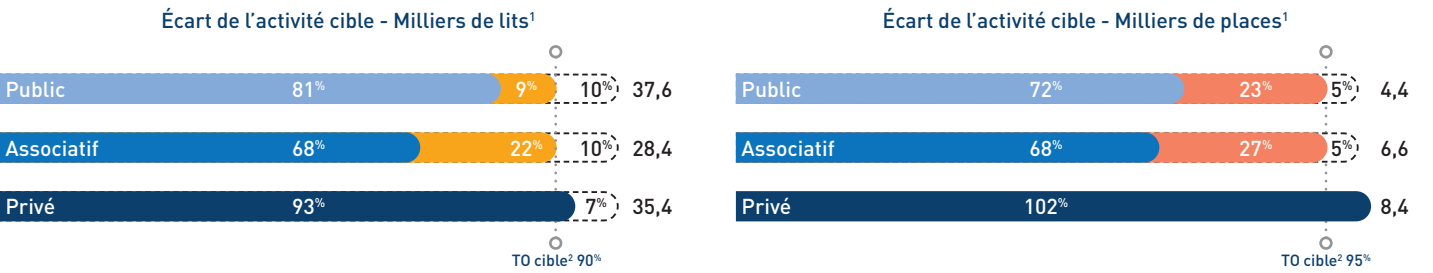 Écart de l’activité cible - Milliers de lits¹
Public 81% 9% 10% 37,6
Associatif 68% 22% 10% 28,4
Privé 93% 7% 35,4
TO cible² 90%
Écart de l’activité cible - Milliers de places¹
Public 72% 23% 5% 4,4
Associatif 68% 27% 5% 6,6
Privé 102% 8,4
TO cible² 95%